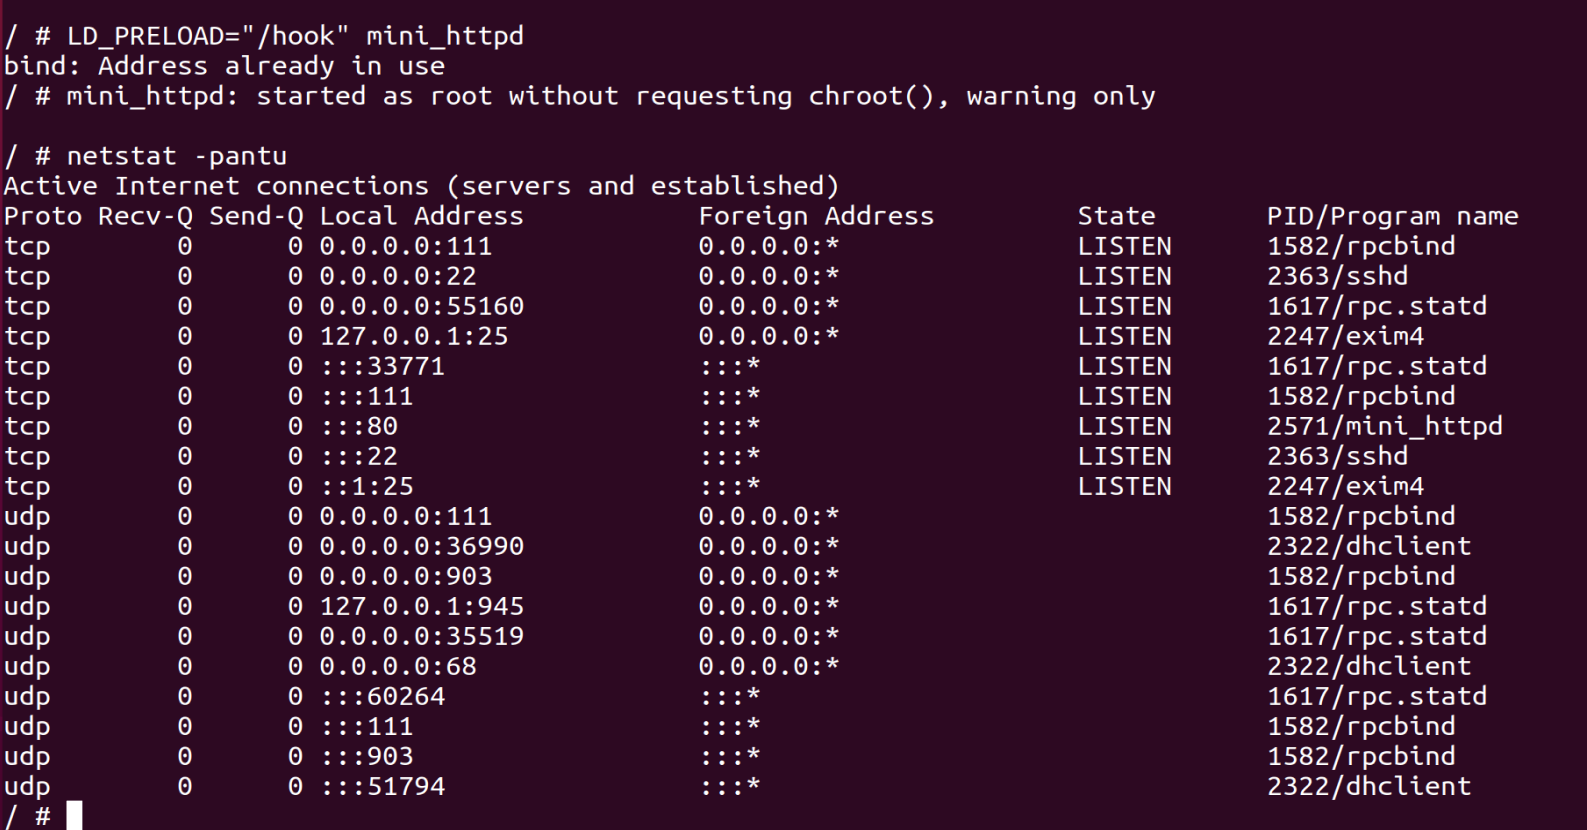 / # LD_PRELOAD="/hook" mini_httpd
bind: Address already in use
/ # mini_httpd: started as root without requesting chroot(), warning only
/ # netstat -pantu
Active Internet connections (servers and established)
Proto Recv-Q Send-Q Local Address           Foreign Address         State       PID/Program name
tcp        0      0 0.0.0.0:111             0.0.0.0:*               LISTEN      1582/rpcbind
tcp        0      0 0.0.0.0:22              0.0.0.0:*               LISTEN      2363/sshd
tcp        0      0 0.0.0.0:55160           0.0.0.0:*               LISTEN      1617/rpc.statd
tcp        0      0 127.0.0.1:25            0.0.0.0:*               LISTEN      2247/exim4
tcp        0      0 :::33771                :::*                    LISTEN      1617/rpc.statd
tcp        0      0 :::111                  :::*                    LISTEN      1582/rpcbind
tcp        0      0 :::80                   :::*                    LISTEN      2571/mini_httpd
tcp        0      0 :::22                   :::*                    LISTEN      2363/sshd
tcp        0      0 ::1:25                  :::*                    LISTEN      2247/exim4
udp        0      0 0.0.0.0:111             0.0.0.0:*                           1582/rpcbind
udp        0      0 0.0.0.0:36990           0.0.0.0:*                           2322/dhclient
udp        0      0 0.0.0.0:903             0.0.0.0:*                           1582/rpcbind
udp        0      0 127.0.0.1:945           0.0.0.0:*                           1617/rpc.statd
udp        0      0 0.0.0.0:35519           0.0.0.0:*                           1617/rpc.statd
udp        0      0 0.0.0.0:68              0.0.0.0:*                           2322/dhclient
udp        0      0 :::60264                :::*                                1617/rpc.statd
udp        0      0 :::111                  :::*                                1582/rpcbind
udp        0      0 :::903                  :::*                                1582/rpcbind
udp        0      0 :::51794                :::*                                2322/dhclient
/ #